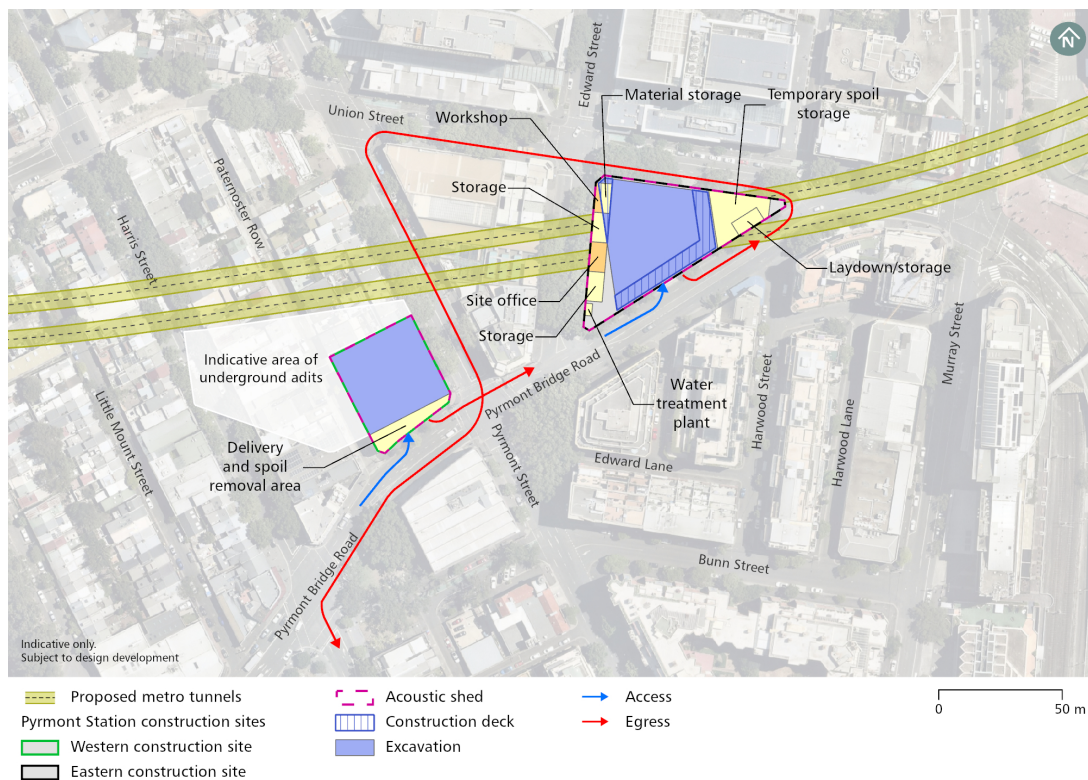 N
Edward Street
Material storage
Temporary spoil
storage
Union Street
Workshop
Paternoster Row
Storage
Harris Street
Laydown/storage
Site office
Storage
Murray Street
Indicative area of
underground adits
Pyrmont Bridge Road
Water
treatment
plant
Harwood Street
Harwood Lane
Little Mount Street
Delivery
and spoil
removal area
Pyrmont Street
Edward Lane
Bunn Street
Pyrmont Bridge Road
Indicative only.
Subject to design development
Proposed metro tunnels
Pyrmont Station construction sites
Western construction site
Eastern construction site
Acoustic shed
Construction deck
Excavation
Access
Egress
0
50 m